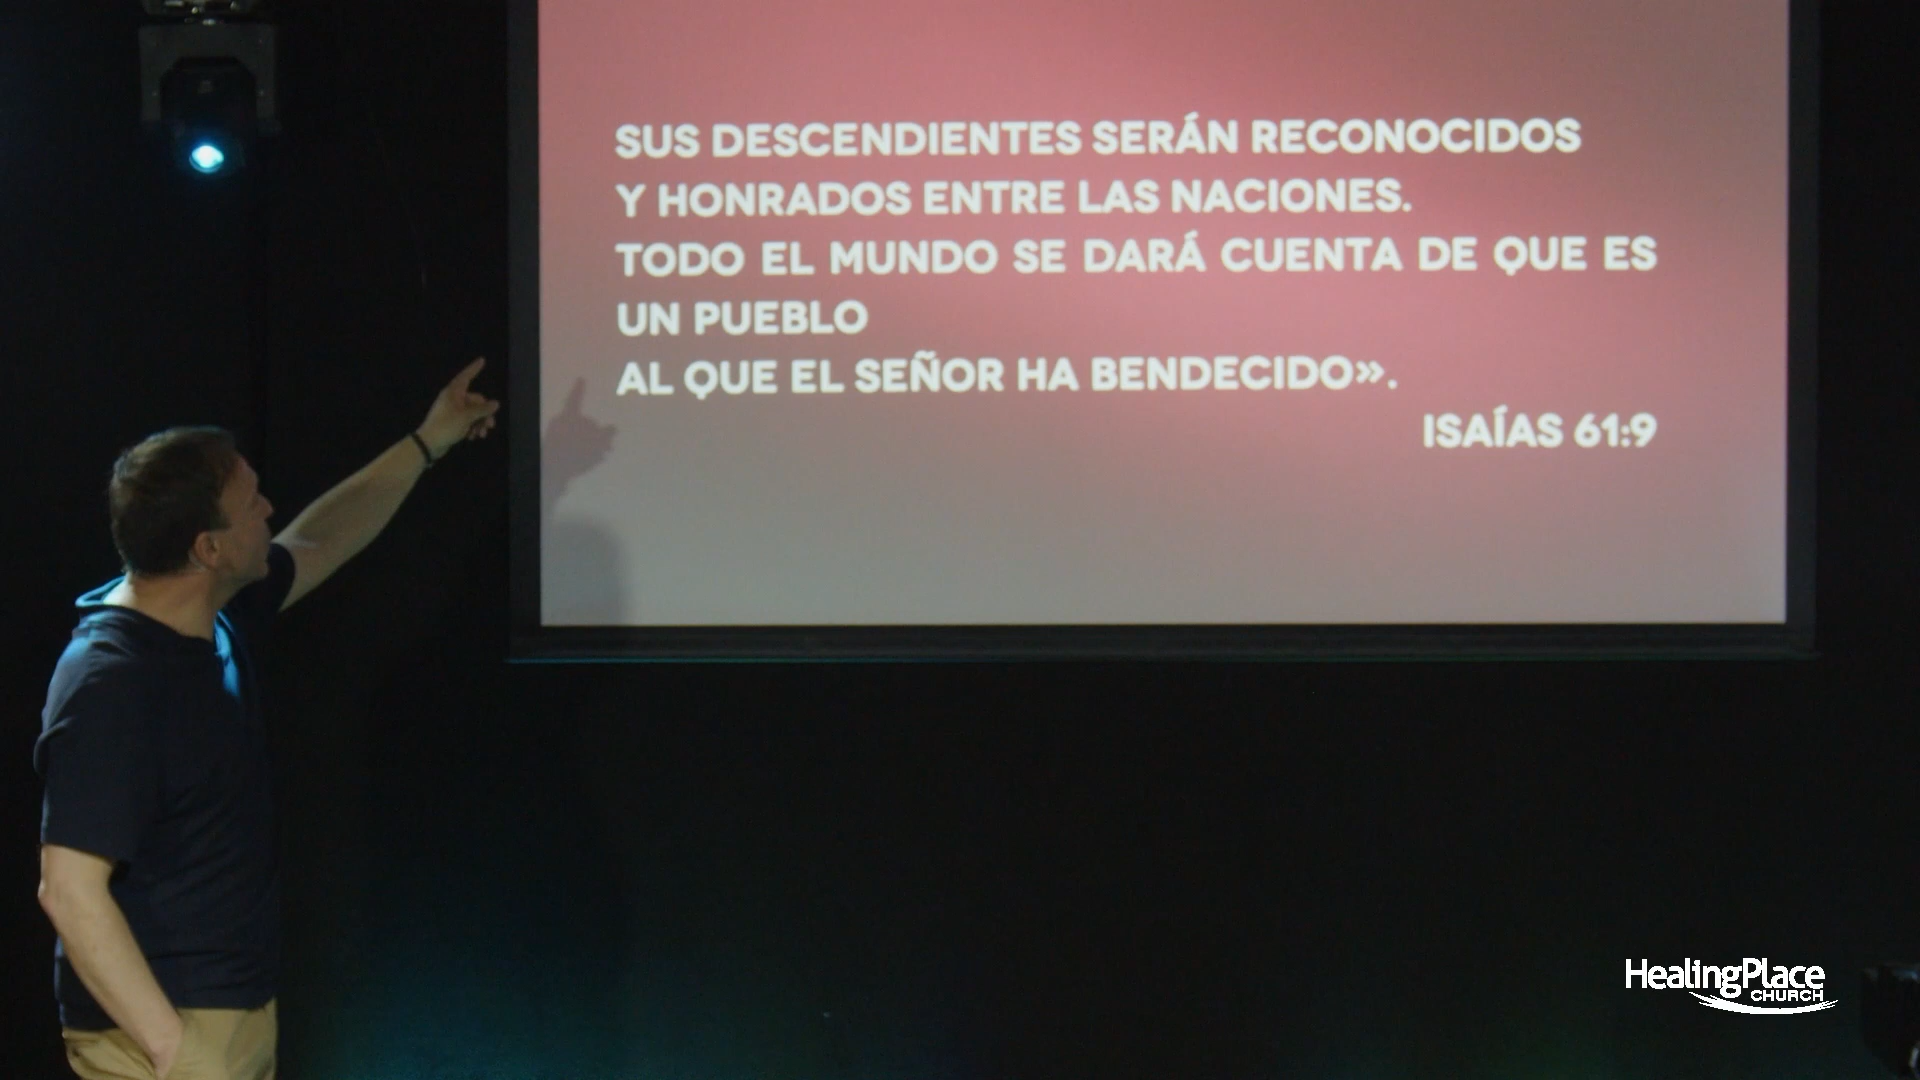 SUS DESCENDIENTES SERÁN RECONOCIDOS
Y HONRADOS ENTRE LAS NACIONES.
TODO EL MUNDO SE DARÁ CUENTA DE QUE ES
UN PUEBLO
AL QUE EL SEÑOR HA BENDECIDO».
ISAÍAS 61:9
HealingPlace
CHURCH